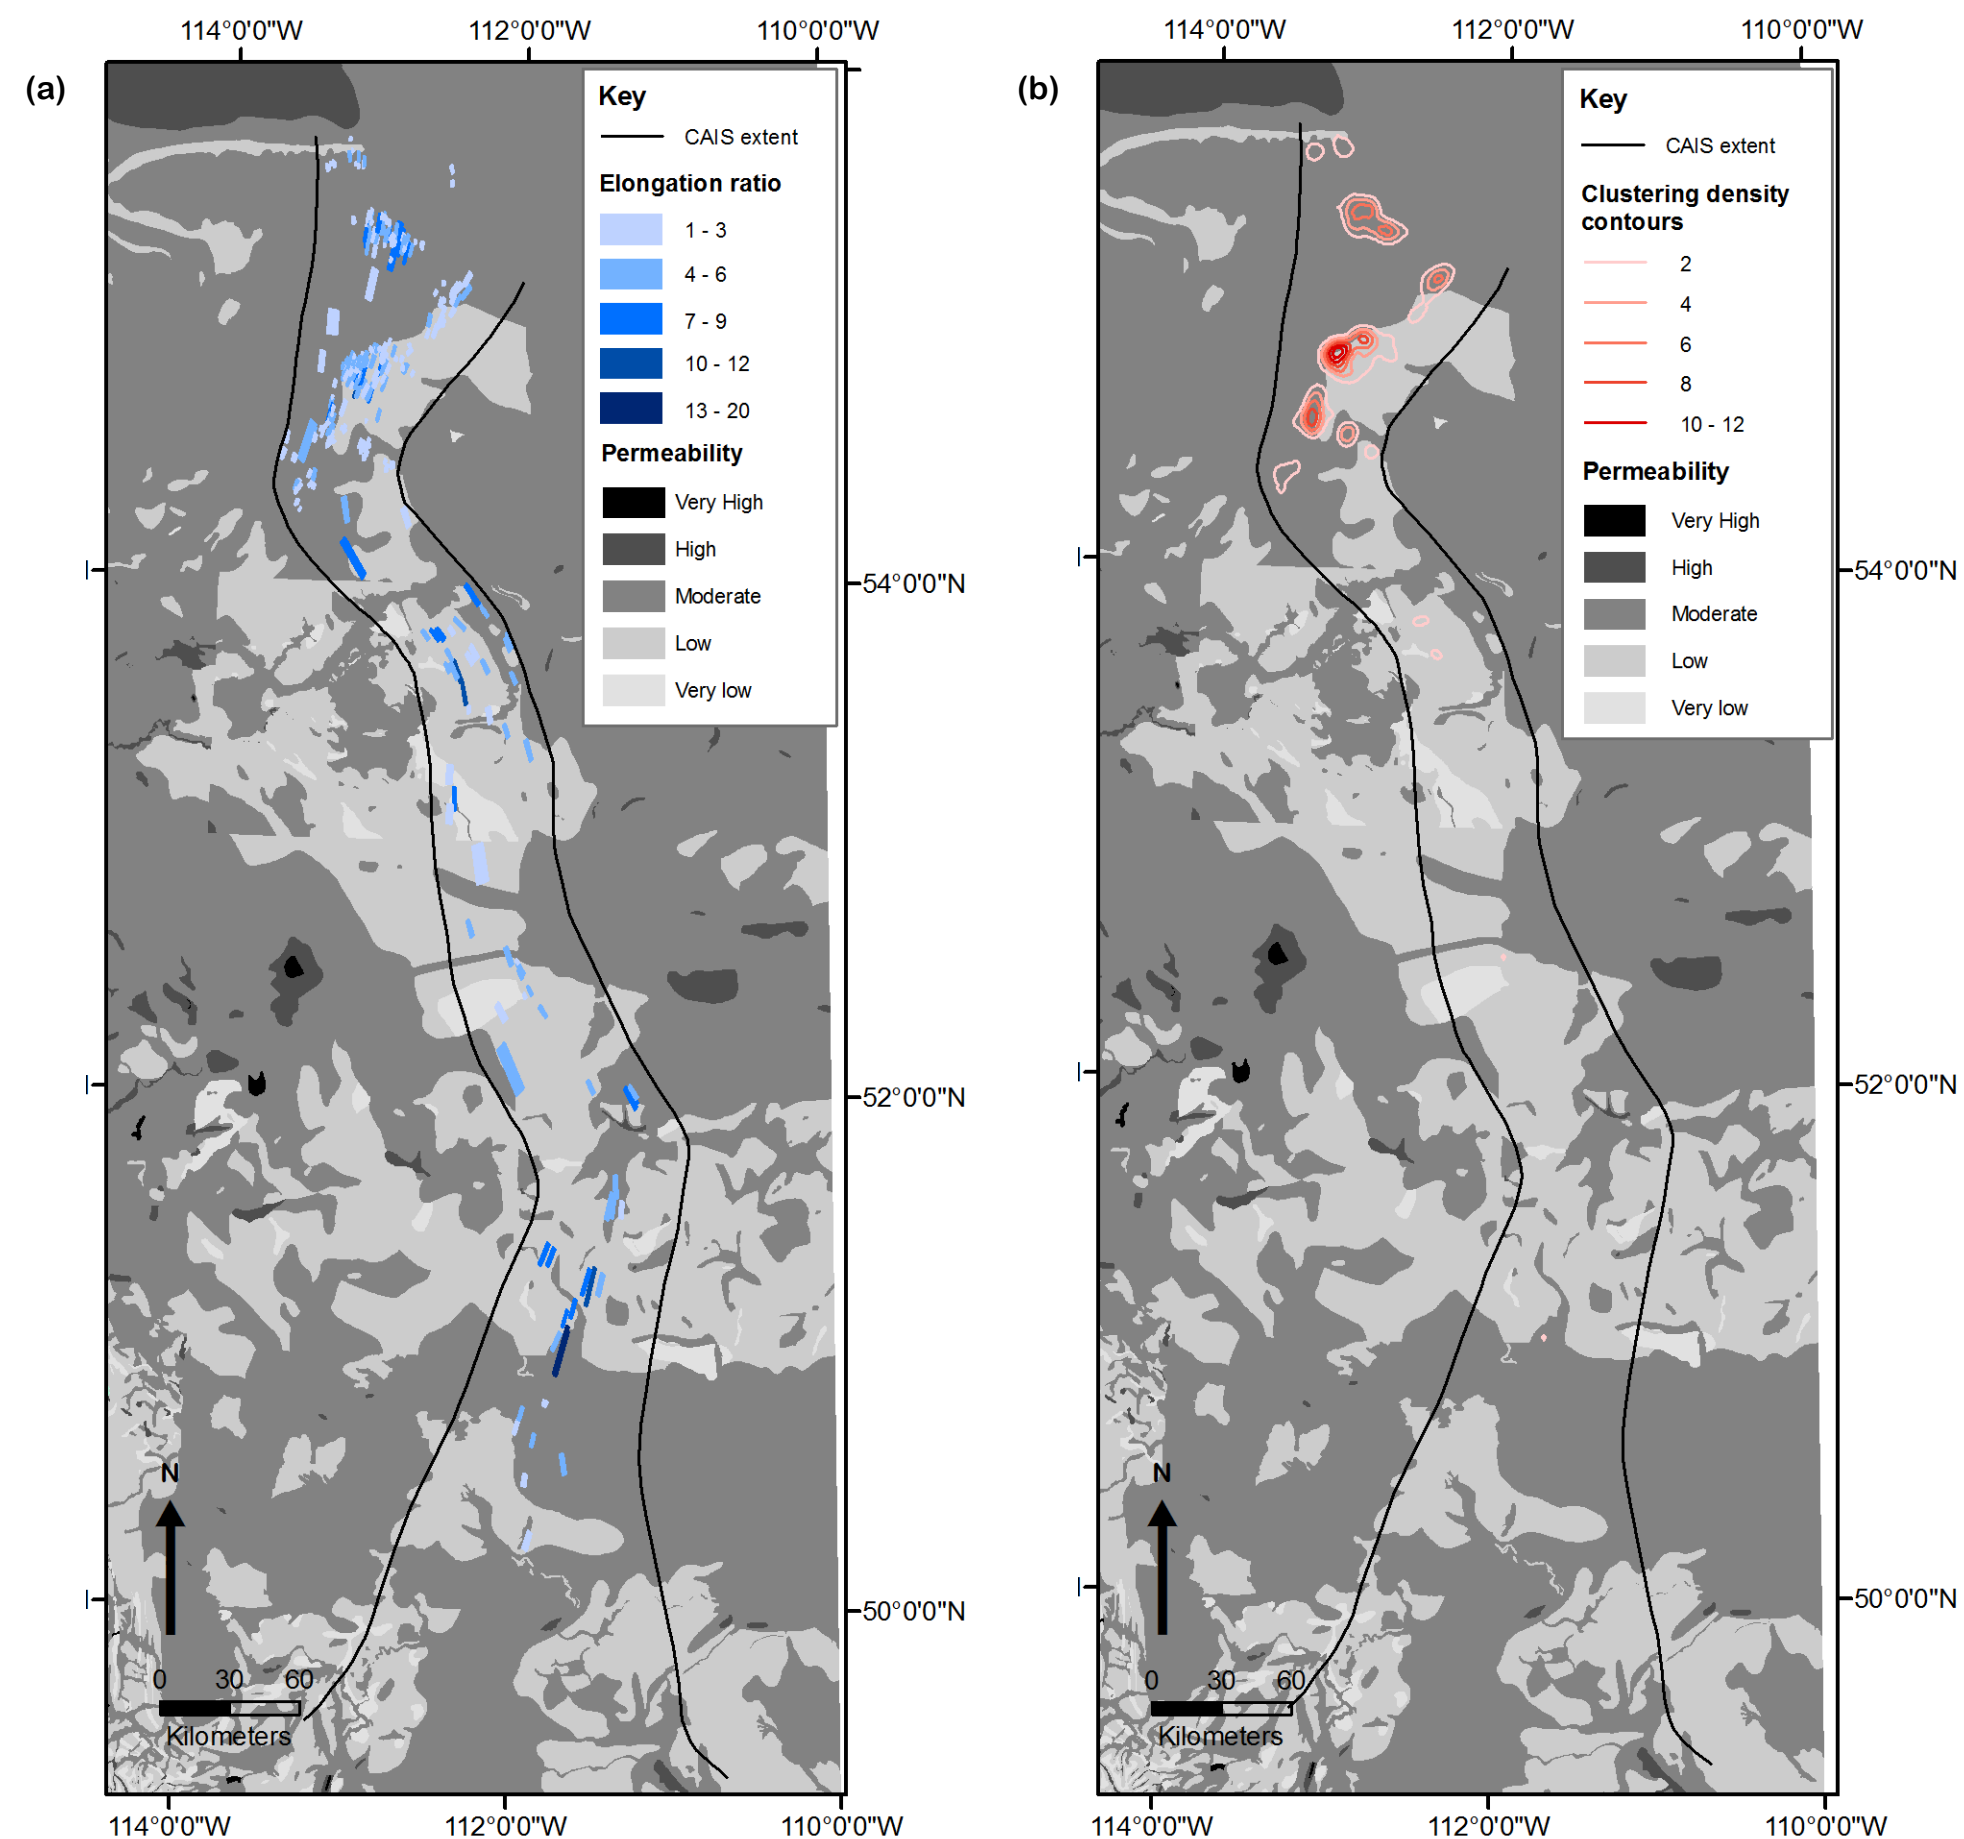 114°0'0"W 112°0'0"W 110°0'0"W
(a)
Key
CAIS extent
Elongation ratio
1 - 3
4 - 6
7 - 9
10 - 12
13 - 20
Permeability
Very High
High
Moderate
Low
Very low
54°0'0"N
52°0'0"N
50°0'0"N
N
0 30 60
Kilometers
114°0'0"W 112°0'0"W 110°0'0"W
114°0'0"W 112°0'0"W 110°0'0"W
(b)
Key
CAIS extent
Clustering density
contours
2
4
6
8
10 - 12
Permeability
Very High
High
Moderate
Low
Very low
54°0'0"N
52°0'0"N
50°0'0"N
N
0 30 60
Kilometers
114°0'0"W 112°0'0"W 110°0'0"W